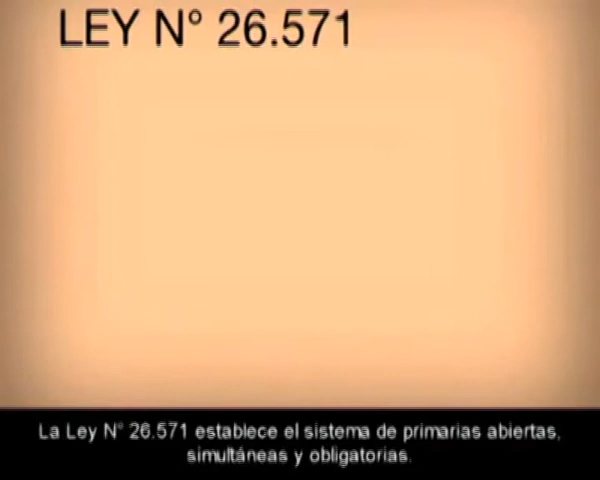 LEY N° 26.571
La Ley N° 26.571 establece el sistema de primarias abiertas,
simultáneas y obligatorias.